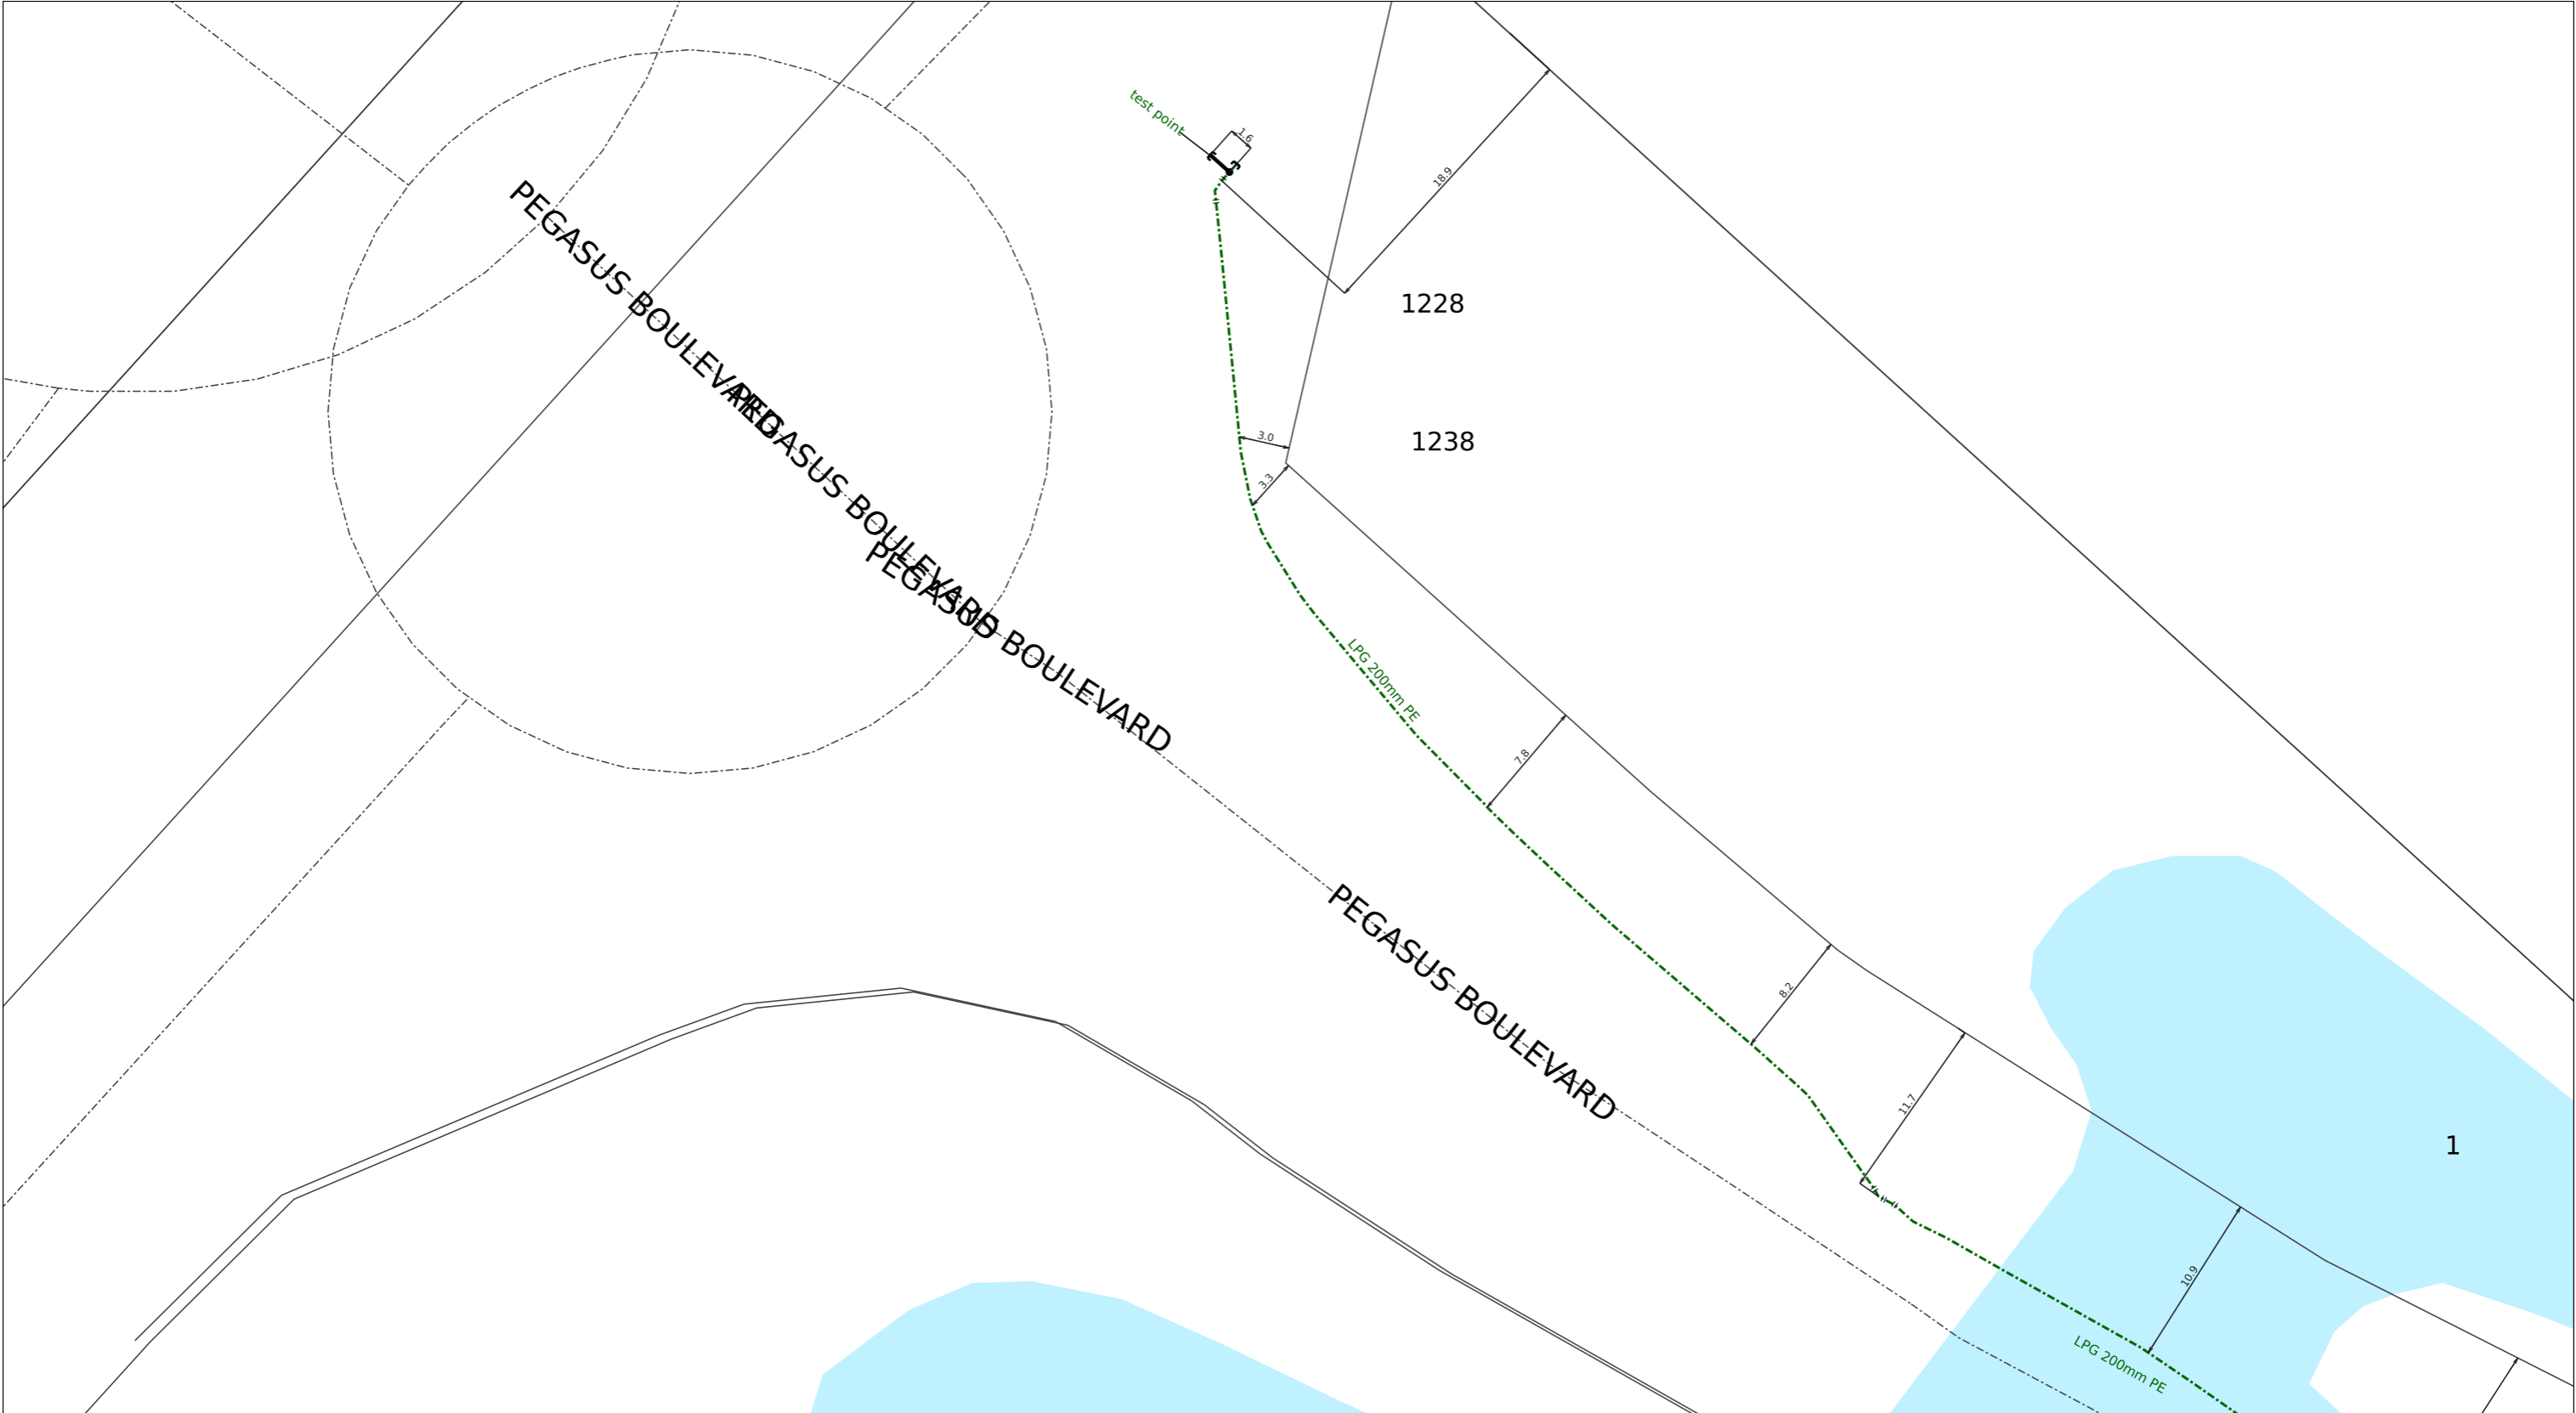 test point
1.6
18.9
PEGASUS BOULEVARD
1228
PEGASUS BOULEVARD
3.0
1238
3.3
PEGASUS BOULEVARD
LPG 200mm PE
7.8
PEGASUS BOULEVARD
8.2
11.7
1
10.9
LPG 200mm PE